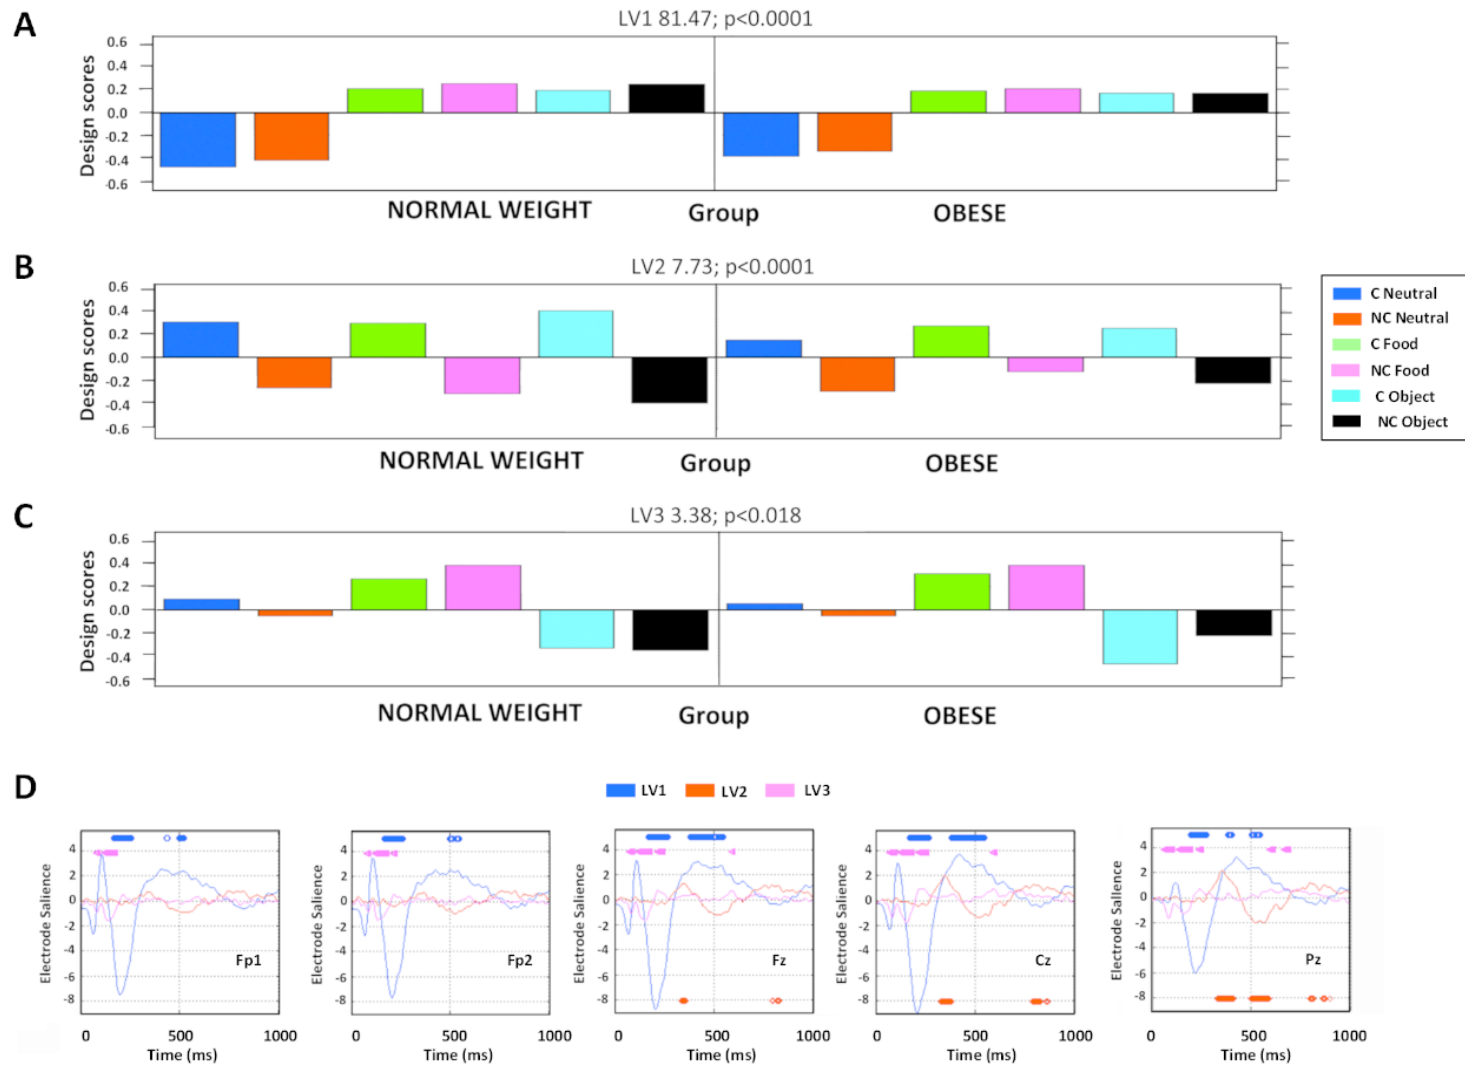 A
LV1 81.47; p<0.0001
Design scores
0.6
0.4
0.2
0.0
-0.2
-0.4
-0.6
NORMAL WEIGHT Group OBESE
B
LV2 7.73; p<0.0001
Design scores
0.6
0.4
0.2
0.0
-0.2
-0.4
-0.6
NORMAL WEIGHT Group OBESE
C Neutral
NC Neutral
C Food
NC Food
C Object
NC Object
C
LV3 3.38; p<0.018
Design scores
0.6
0.4
0.2
0.0
-0.2
-0.4
-0.6
NORMAL WEIGHT Group OBESE
D
LV1 LV2 LV3
Electrode Salience
4
2
0
-2
-4
-6
-8
Fp1
0 500 1000
Time (ms)
Electrode Salience
4
2
0
-2
-4
-6
-8
Fp2
0 500 1000
Time (ms)
Electrode Salience
4
2
0
-2
-4
-6
-8
Fz
0 500 1000
Time (ms)
Electrode Salience
4
2
0
-2
-4
-6
-8
Cz
0 500 1000
Time (ms)
Electrode Salience
4
2
0
-2
-4
-6
-8
Pz
0 500 1000
Time (ms)